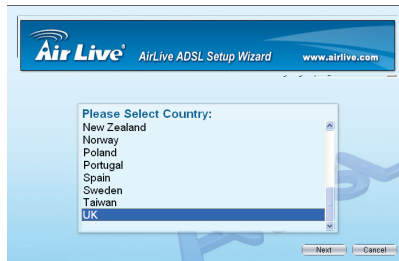 Air Live® AirLive ADSL Setup Wizard www.airlive.com
Please Select Country:
New Zealand
Norway
Poland
Portugal
Spain
Sweden
Taiwan
UK
Next Cancel